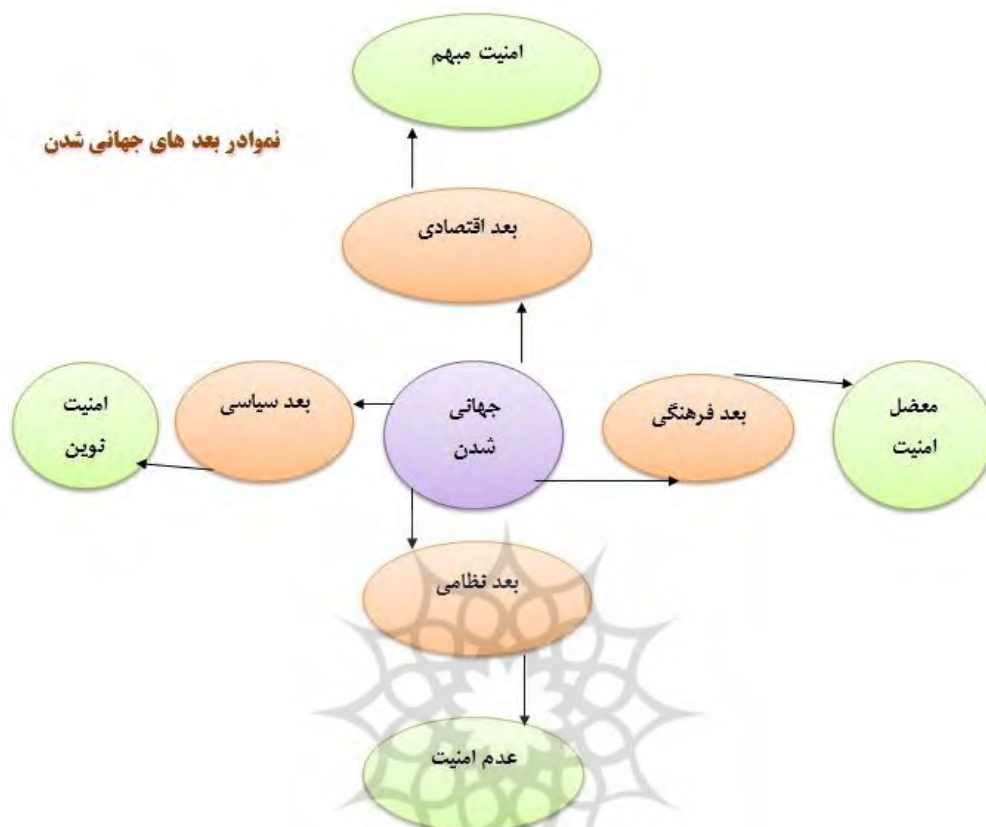 امنیت مبهم
نموادر بعد های جهانی شدن
بعد اقتصادی
جهانی
شدن
بعد فرهنگی
معضل
امنیت
بعد سیاسی
امنیت
نوین
بعد نظامی
عدم امنیت